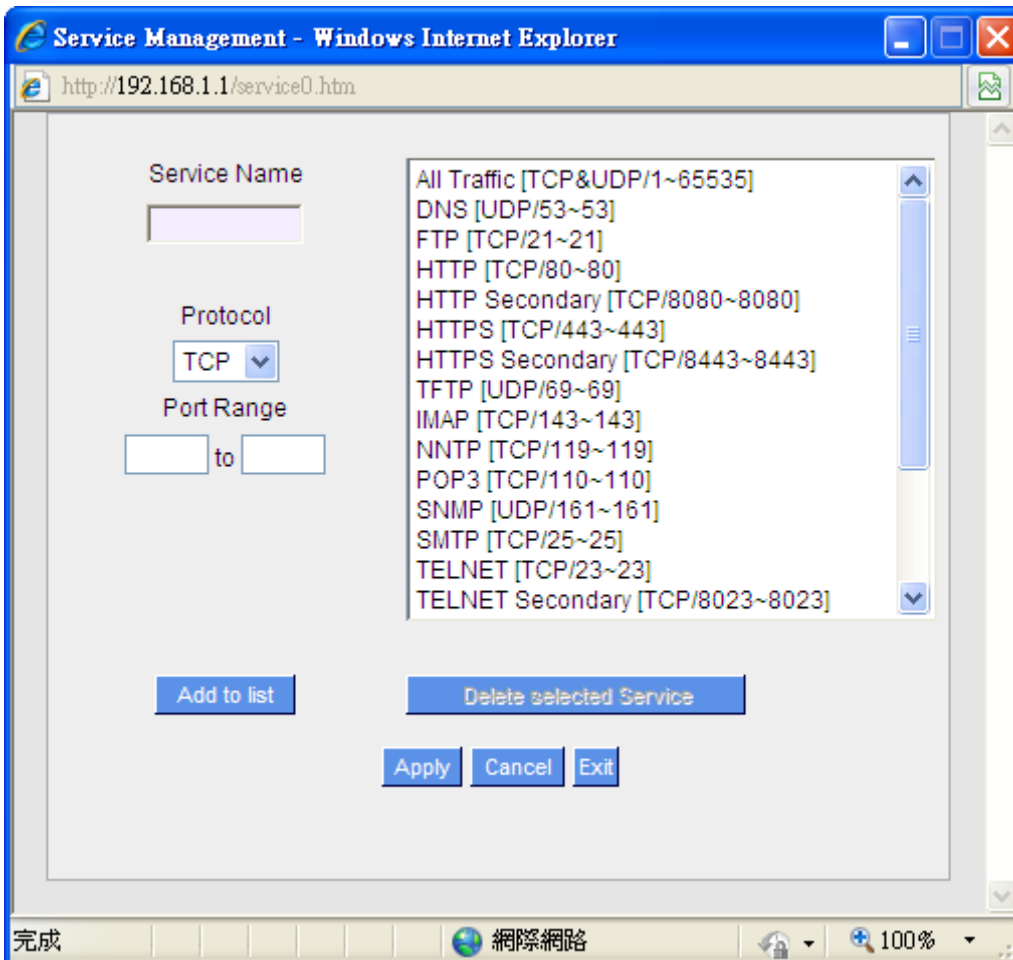 Service Management - Windows Internet Explorer
http://192.168.1.1/service0.htm
Service Name
Protocol
TCP
Port Range
to
All Traffic [TCP&UDP/1~65535]
DNS [UDP/53~53]
FTP [TCP/21~21]
HTTP [TCP/80~80]
HTTP Secondary [TCP/8080~8080]
HTTPS [TCP/443~443]
HTTPS Secondary [TCP/8443~8443]
TFTP [UDP/69~69]
IMAP [TCP/143~143]
NNTP [TCP/119~119]
POP3 [TCP/110~110]
SNMP [UDP/161~161]
SMTP [TCP/25~25]
TELNET [TCP/23~23]
TELNET Secondary [TCP/8023~8023]
Add to list
Delete selected Service
Apply Cancel Exit
完成 網際網路 100%